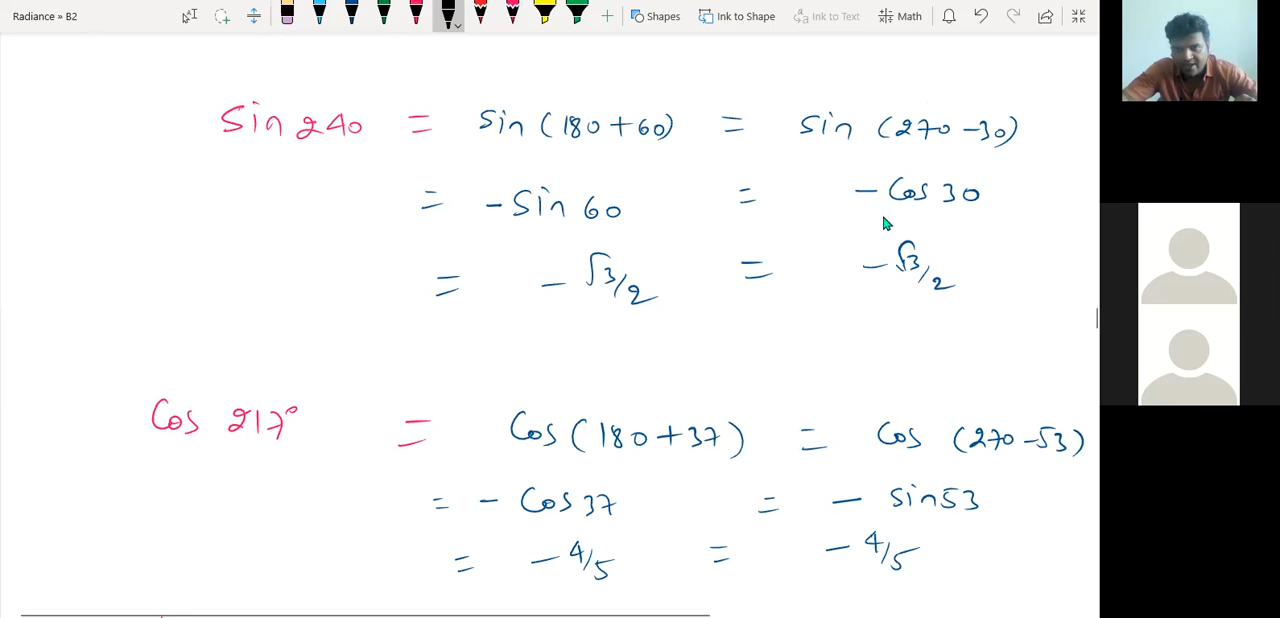 Radiance » B2
Shapes Ink to Shape Ink to Text Math
Sin 240 = Sin (180+60) = Sin (270-30)
= -Sin 60 = - Cos 30
= - √3/2 = - √3/2
Cos 217° = Cos (180+37) = Cos (270-53)
= - Cos 37 = - Sin 53
= - 4/5 = - 4/5